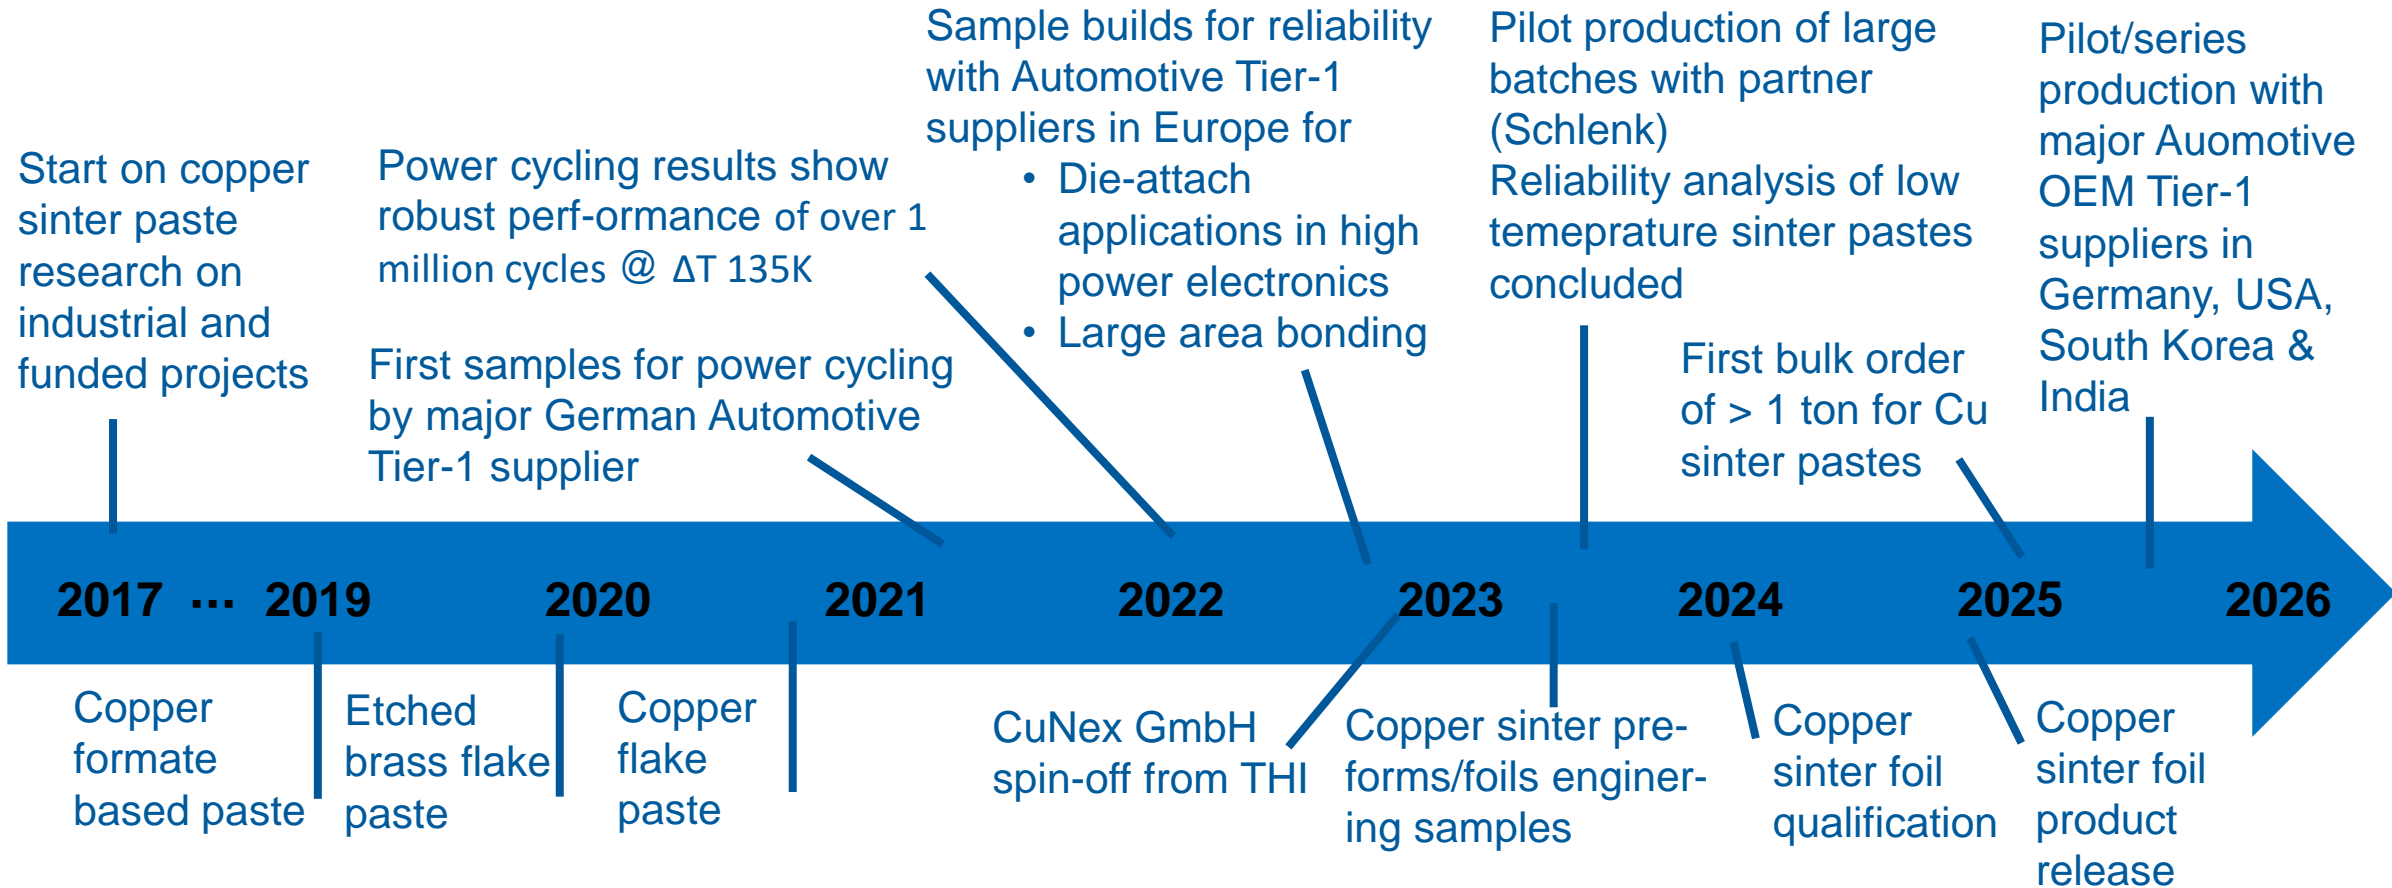 Start on copper
sinter paste
research on
industrial and
funded projects
Power cycling results show
robust perf-ormance of over 1
million cycles @ ΔT 135K
First samples for power cycling
by major German Automotive
Tier-1 supplier
Sample builds for reliability
with Automotive Tier-1
suppliers in Europe for
• Die-attach
applications in high
power electronics
• Large area bonding
Pilot production of large
batches with partner
(Schlenk)
Reliability analysis of low
temeprature sinter pastes
concluded
First bulk order
of > 1 ton for Cu
sinter pastes
Pilot/series
production with
major Auomotive
OEM Tier-1
suppliers in
Germany, USA,
South Korea &
India
2017 ... 2019 2020 2021 2022 2023 2024 2025 2026
Copper
formate
based paste
Etched
brass flake
paste
Copper
flake
paste
CuNex GmbH
spin-off from THI
Copper sinter pre-
forms/foils enginer-
ing samples
Copper
sinter foil
qualification
Copper
sinter foil
product
release